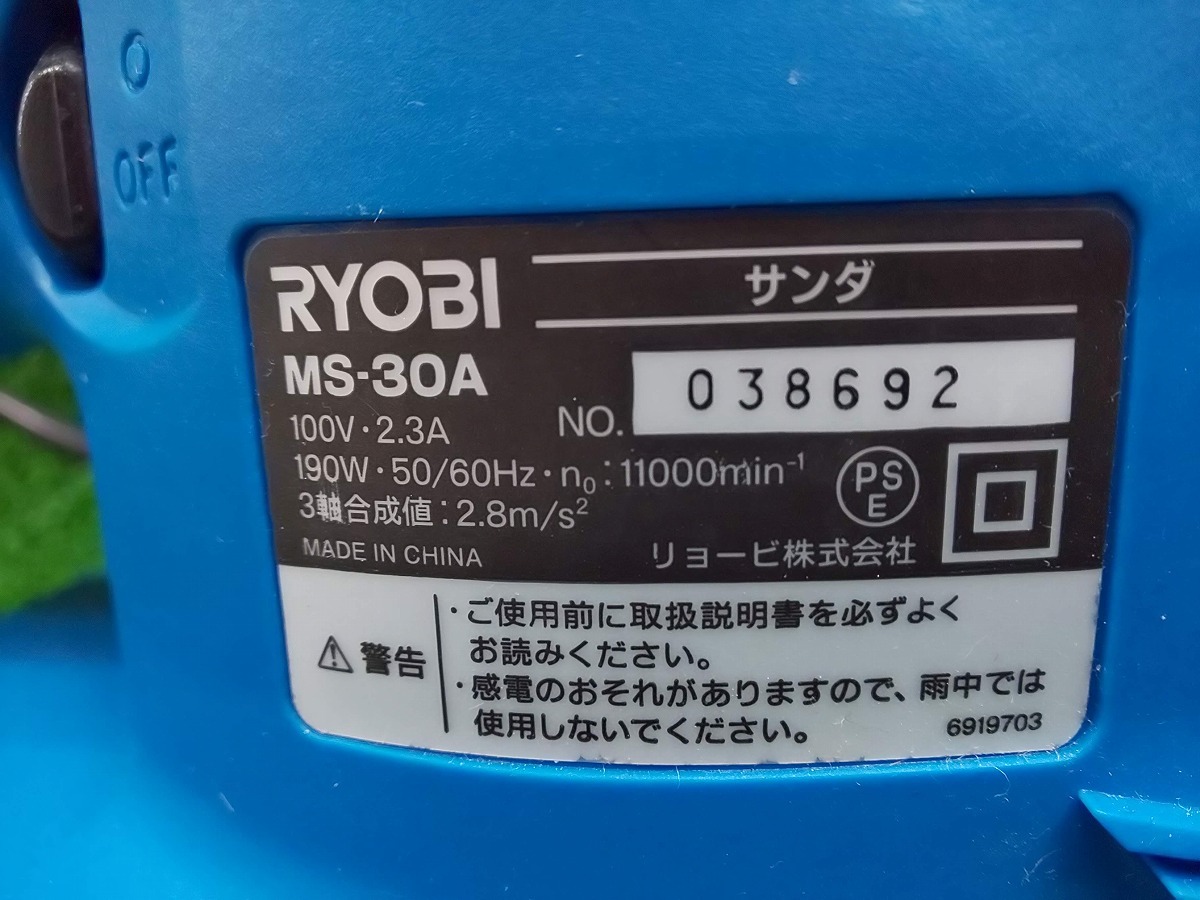 O
OFF
RYOBI
サンダ
MS-30A
NO. 038692
100V・2.3A
190W・50/60Hz・n₀：11000min⁻¹
3軸合成値：2.8m/s²
PS
E
MADE IN CHINA
リョービ株式会社
警告
・ご使用前に取扱説明書を必ずよく
お読みください。
・感電のおそれがありますので、雨中では
使用しないでください。
6919703